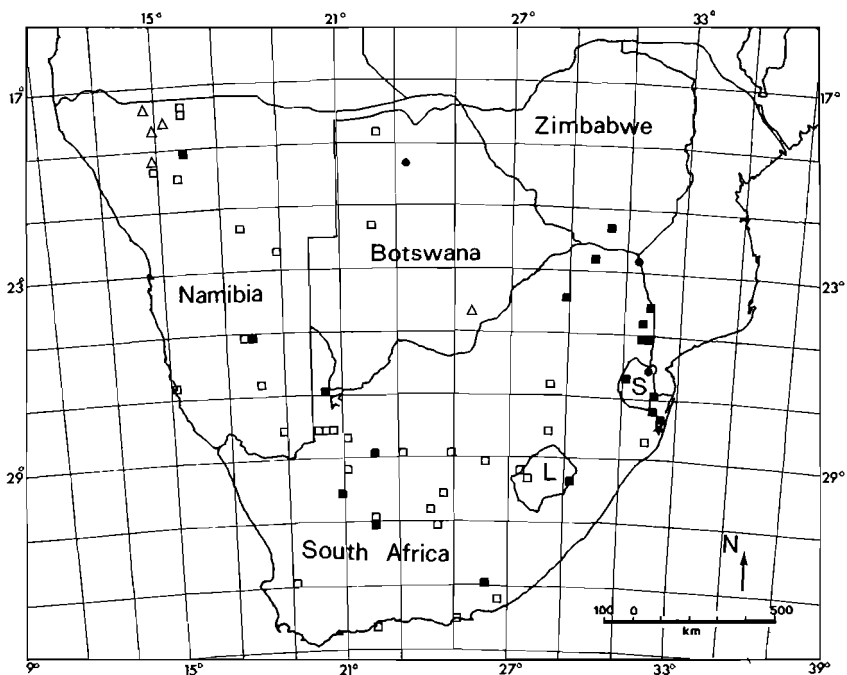 15° 21° 27° 33°
17° 17°
Zimbabwe
Botswana
23° 23°
Namibia
S
29° L 29°
South Africa N
100 0 500
km
9° 15° 21° 27° 33° 39°